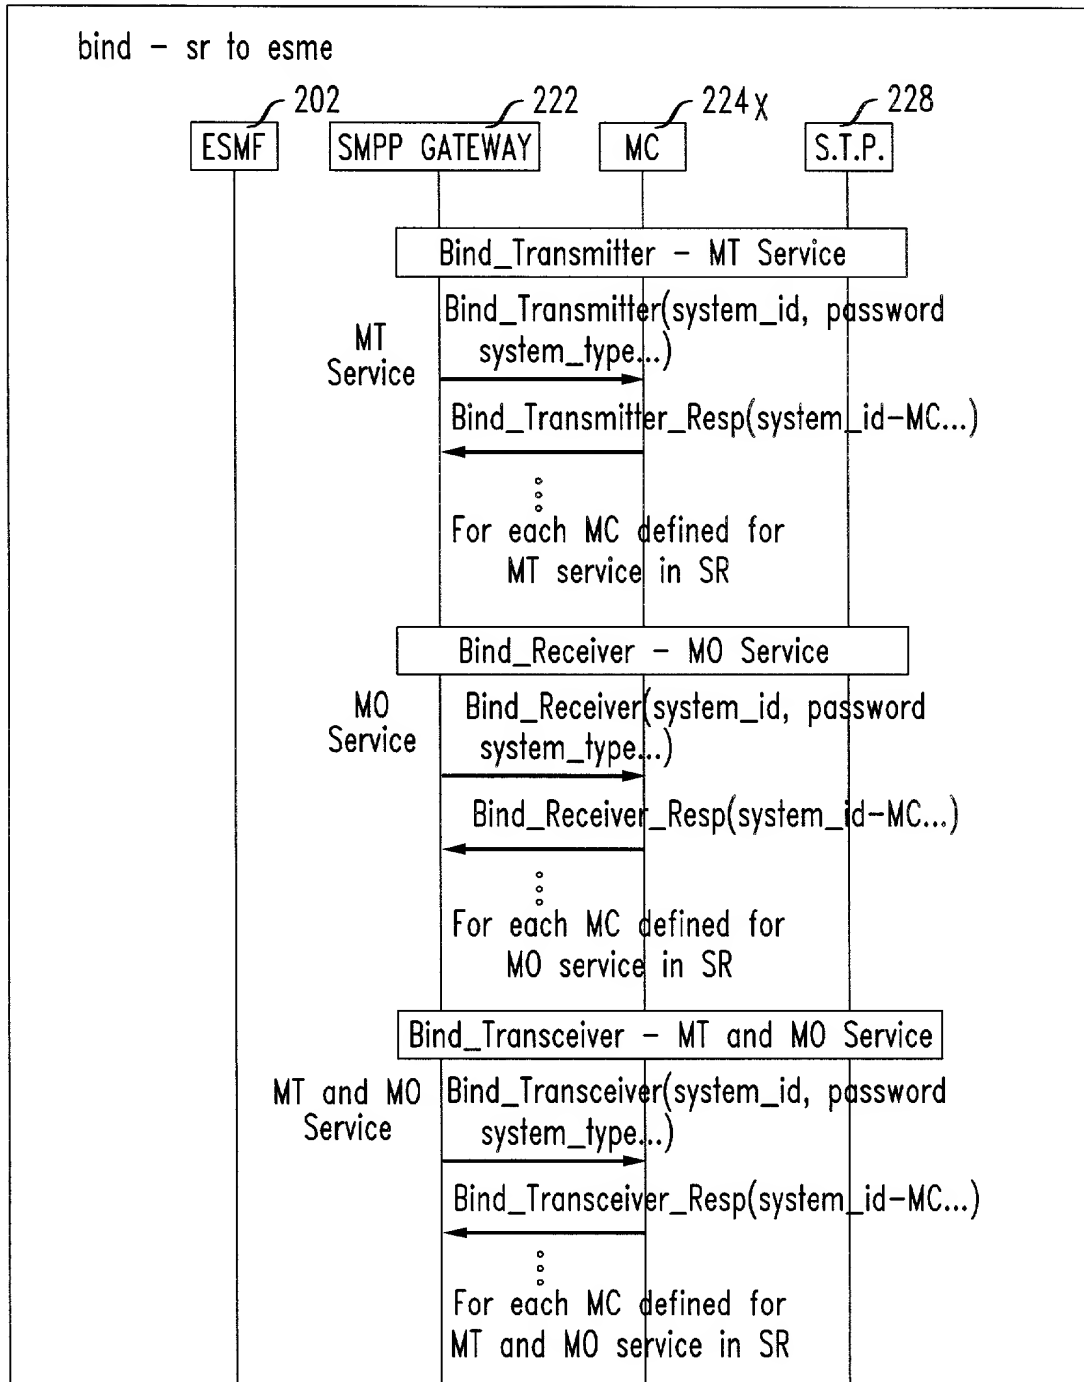 bind - sr to esme
202
222
224x
228
ESMF
SMPP GATEWAY
MC
S.T.P.
Bind_Transmitter - MT Service
MT
Service
Bind_Transmitter(system_id, password
system_type...)
Bind_Transmitter_Resp(system_id-MC...)
For each MC defined for
MT service in SR
Bind_Receiver - MO Service
MO
Service
Bind_Receiver(system_id, password
system_type...)
Bind_Receiver_Resp(system_id-MC...)
For each MC defined for
MO service in SR
Bind_Transceiver - MT and MO Service
MT and MO
Service
Bind_Transceiver(system_id, password
system_type...)
Bind_Transceiver_Resp(system_id-MC...)
For each MC defined for
MT and MO service in SR